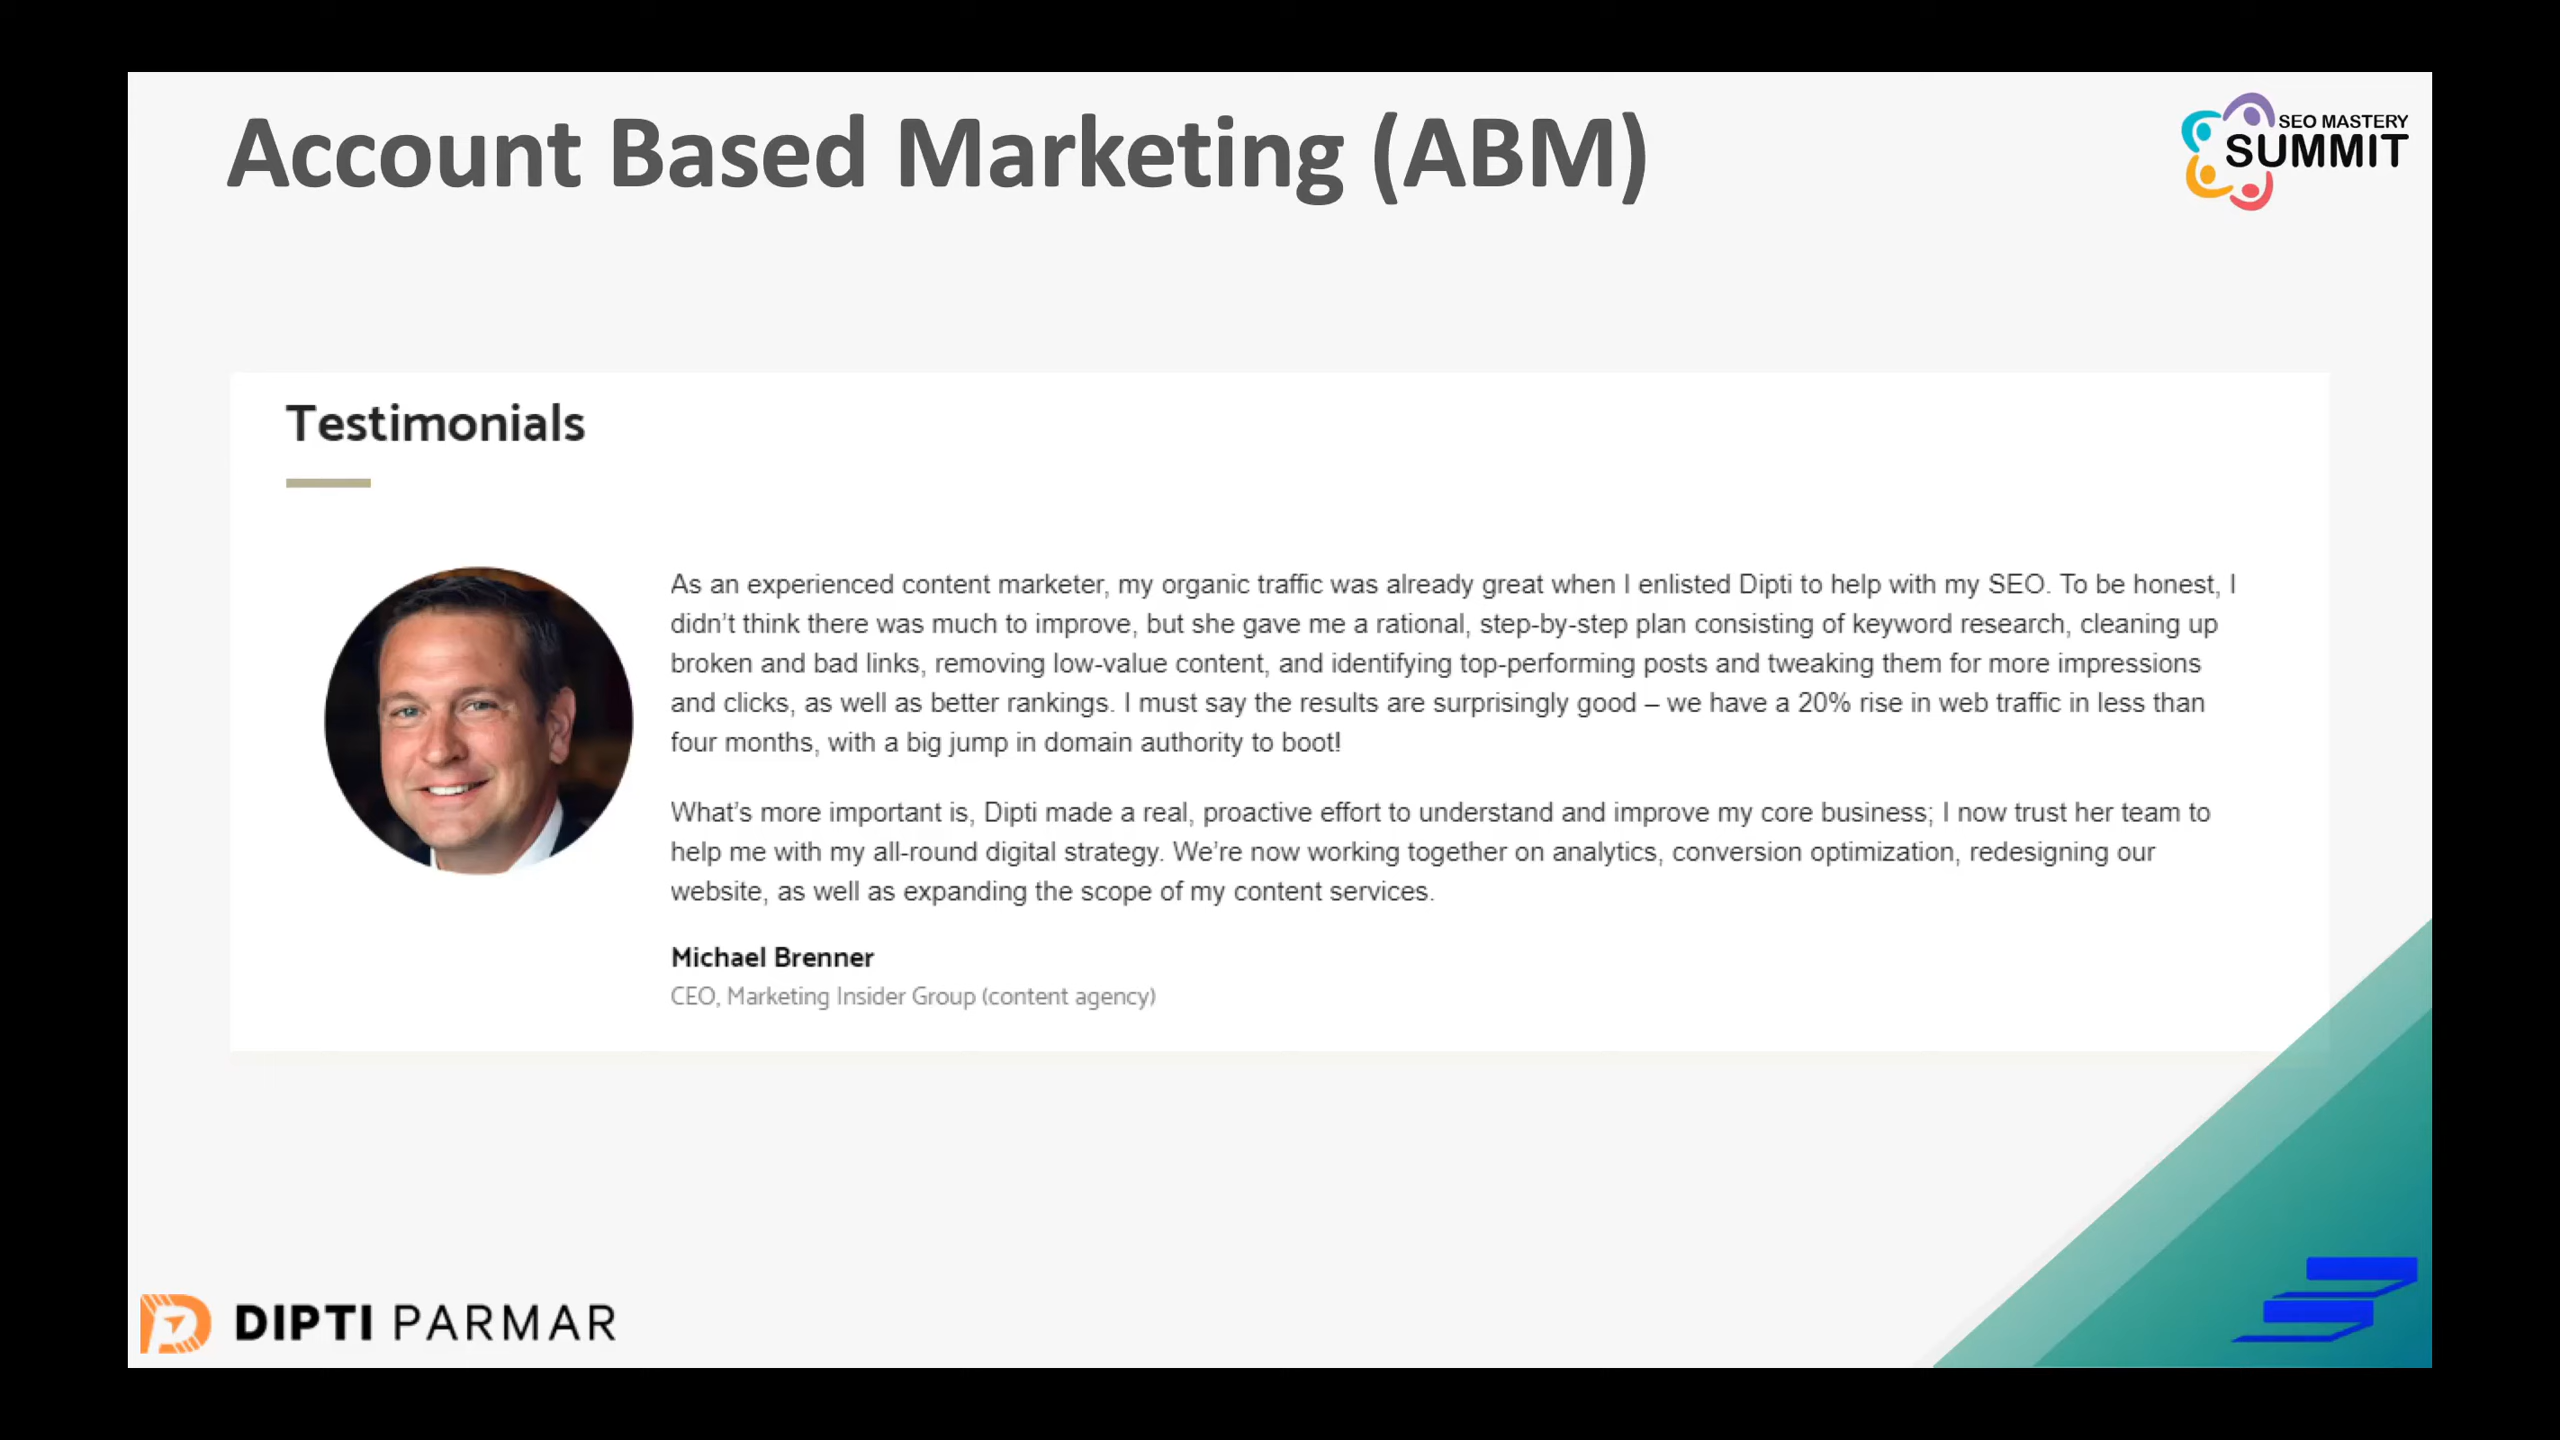 Account Based Marketing (ABM)
SEO MASTERY
SUMMIT
Testimonials
As an experienced content marketer, my organic traffic was already great when I enlisted Dipti to help with my SEO. To be honest, I
didn’t think there was much to improve, but she gave me a rational, step-by-step plan consisting of keyword research, cleaning up
broken and bad links, removing low-value content, and identifying top-performing posts and tweaking them for more impressions
and clicks, as well as better rankings. I must say the results are surprisingly good – we have a 20% rise in web traffic in less than
four months, with a big jump in domain authority to boot!
What’s more important is, Dipti made a real, proactive effort to understand and improve my core business; I now trust her team to
help me with my all-round digital strategy. We’re now working together on analytics, conversion optimization, redesigning our
website, as well as expanding the scope of my content services.
Michael Brenner
CEO, Marketing Insider Group (content agency)
DIPTI PARMAR